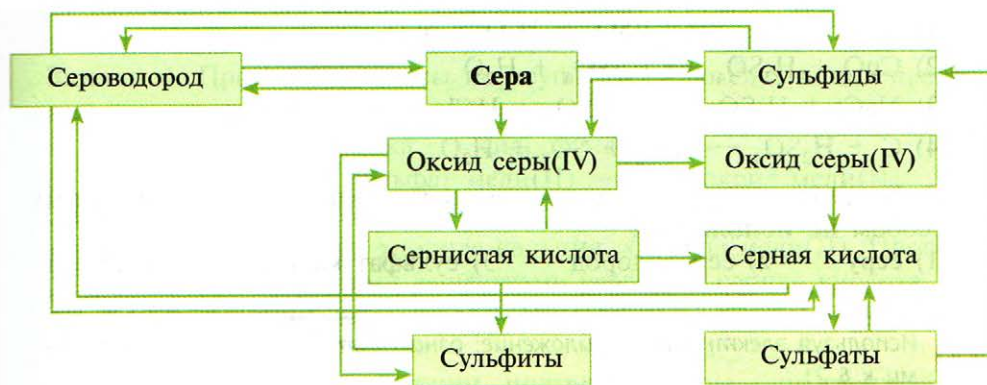 Сероводород
Сера
Сульфиды
Оксид серы(IV)
Оксид серы(IV)
Сернистая кислота
Серная кислота
Сульфиты
Сульфаты